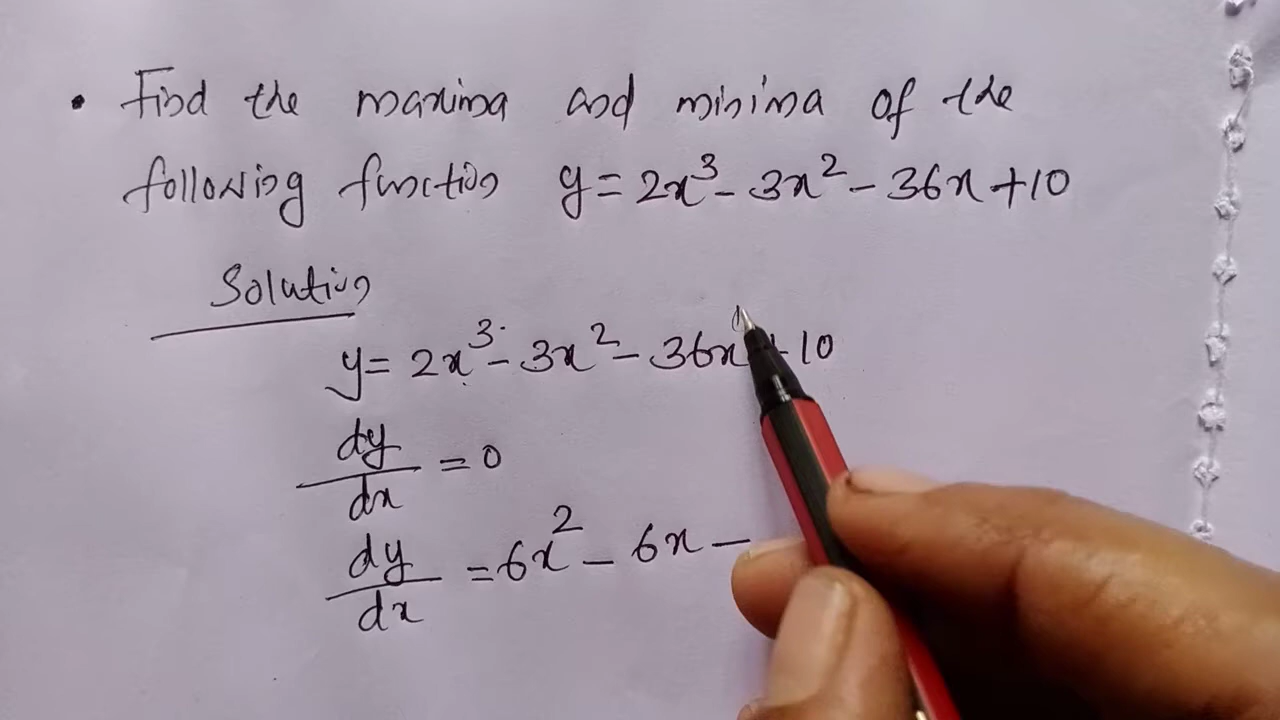 • Find the maxima and minima of the
following function y = 2x³ - 3x² - 36x + 10
Solution
y = 2x³ - 3x² - 36x + 10
dy/dx = 0
dy/dx = 6x² - 6x -